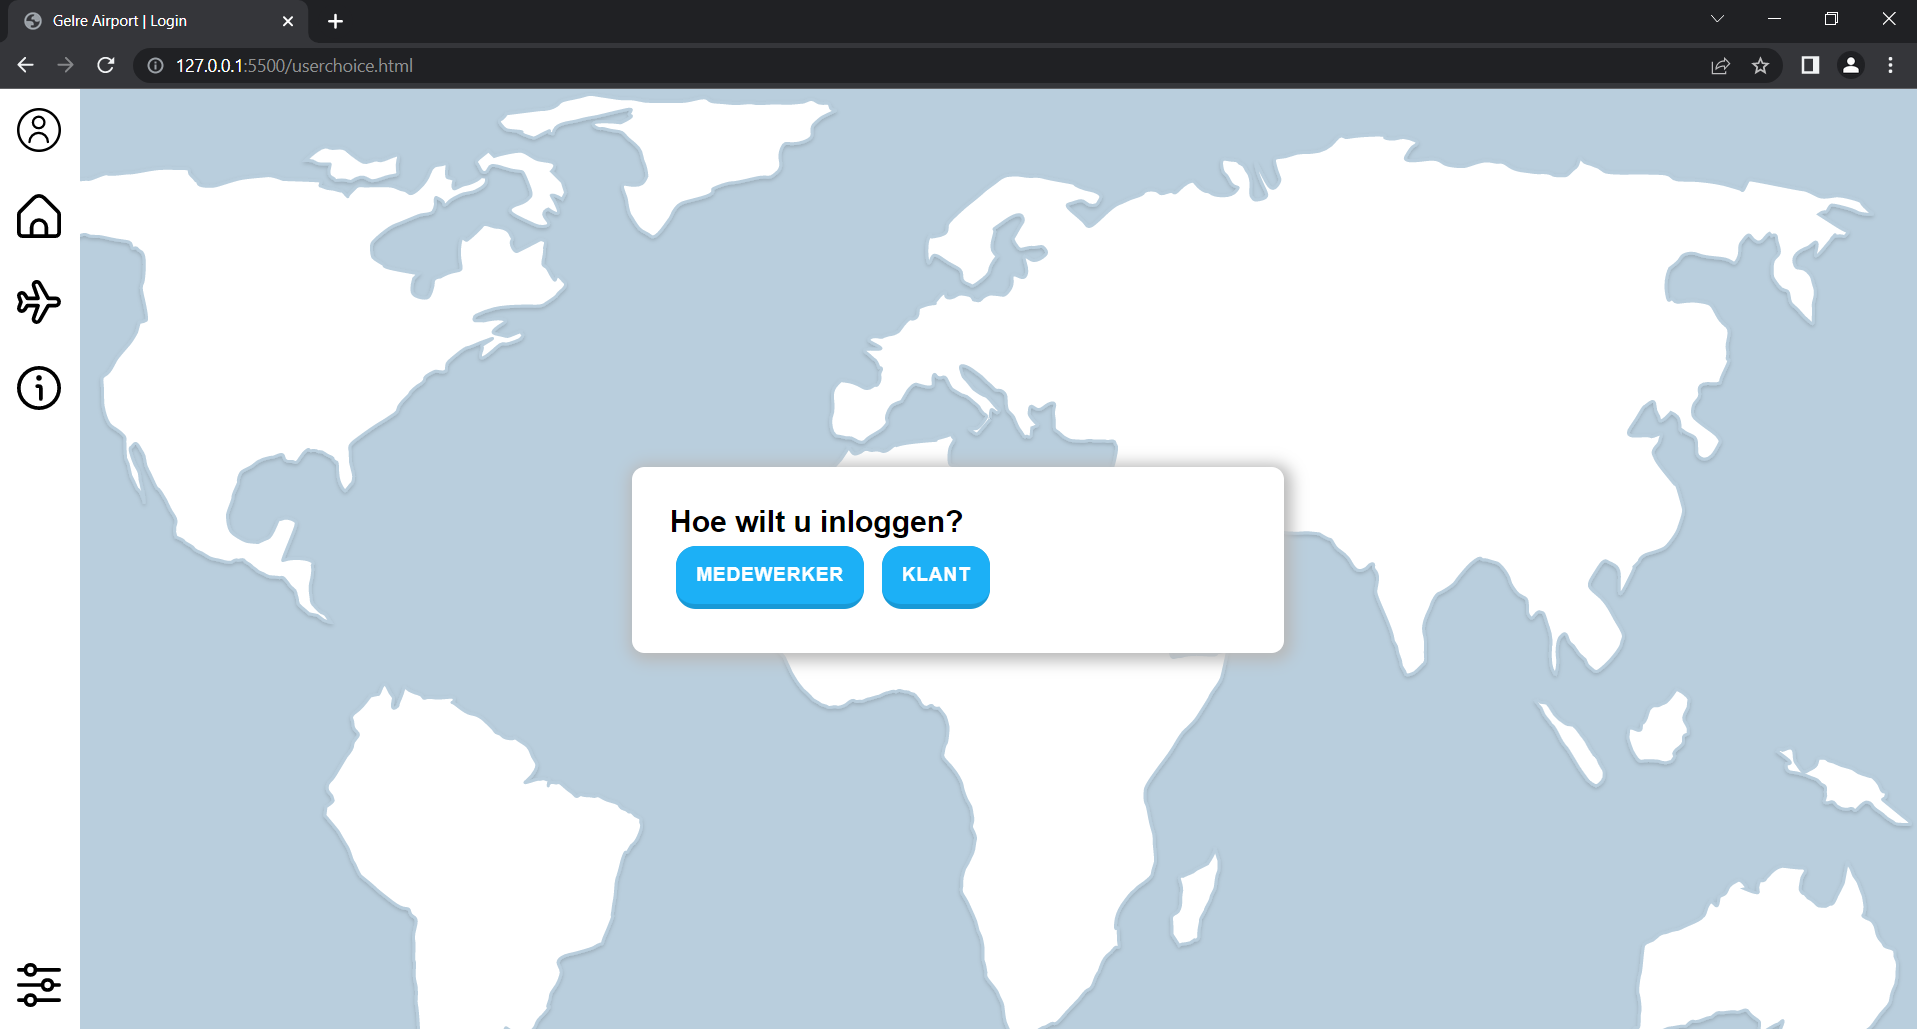 Gelre Airport | Login
127.0.0.1:5500/userchoice.html
Hoe wilt u inloggen?
MEDEWERKER KLANT